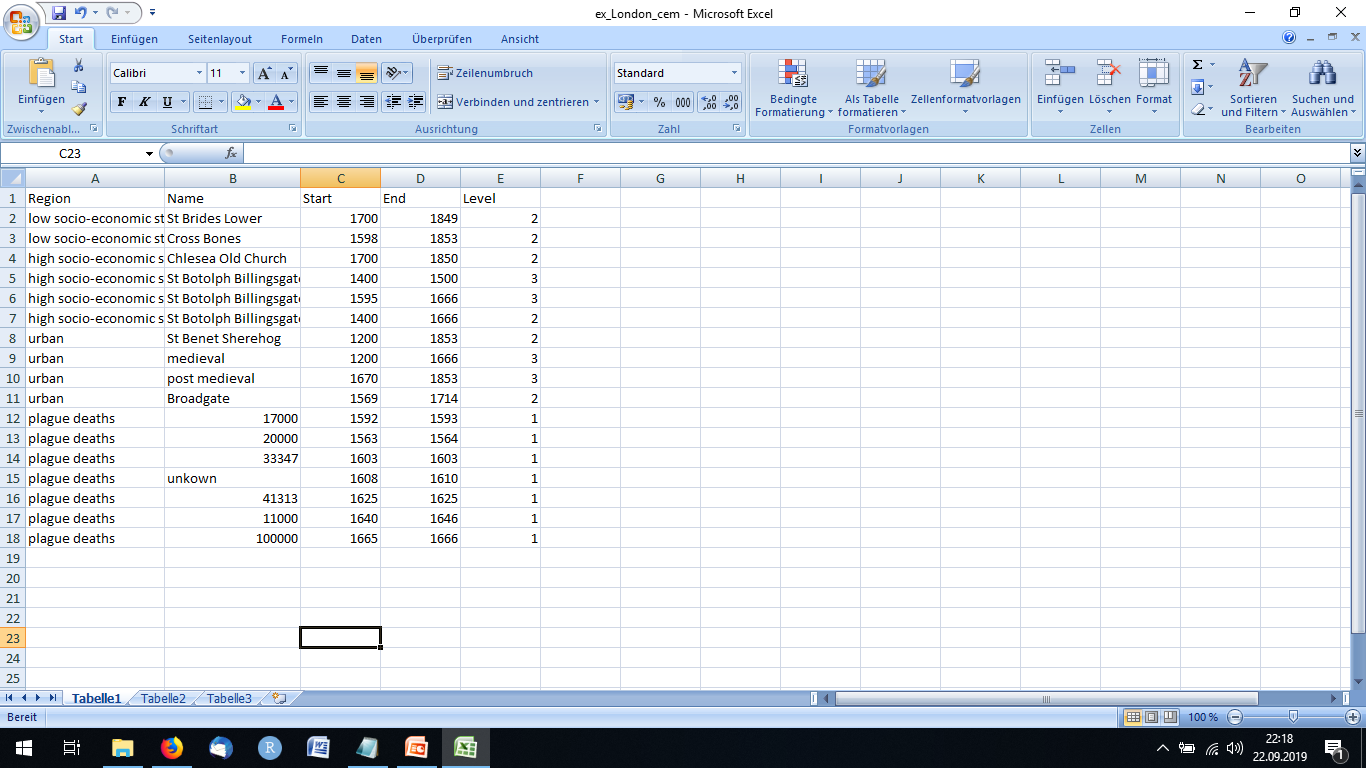 ex_London_cem - Microsoft Excel
Start Einfügen Seitenlayout Formeln Daten Überprüfen Ansicht
Einfügen
Zwischenabl...
Calibri 11
F K U
Schriftart
Zeilenumbruch
Verbinden und zentrieren
Ausrichtung
Standard
% 000
Zahl
Bedingte Formatierung
Als Tabelle formatieren
Zellenformatvorlagen
Formatvorlagen
Einfügen Löschen Format
Zellen
Sortieren und Filtern
Suchen und Auswählen
Bearbeiten
C23 fx
A B C D E F G H I J K L M N O
1 Region Name Start End Level
2 low socio-economic st St Brides Lower 1700 1849 2
3 low socio-economic st Cross Bones 1598 1853 2
4 high socio-economic s Chlesea Old Church 1700 1850 2
5 high socio-economic s St Botolph Billingsgate 1400 1500 3
6 high socio-economic s St Botolph Billingsgate 1595 1666 3
7 high socio-economic s St Botolph Billingsgate 1400 1666 2
8 urban St Benet Sherehog 1200 1853 2
9 urban medieval 1200 1666 3
10 urban post medieval 1670 1853 3
11 urban Broadgate 1569 1714 2
12 plague deaths 17000 1592 1593 1
13 plague deaths 20000 1563 1564 1
14 plague deaths 33347 1603 1603 1
15 plague deaths unkown 1608 1610 1
16 plague deaths 41313 1625 1625 1
17 plague deaths 11000 1640 1646 1
18 plague deaths 100000 1665 1666 1
19
20
21
22
23
24
25
Tabelle1 Tabelle2 Tabelle3
Bereit 100 %
22:18
22.09.2019
1